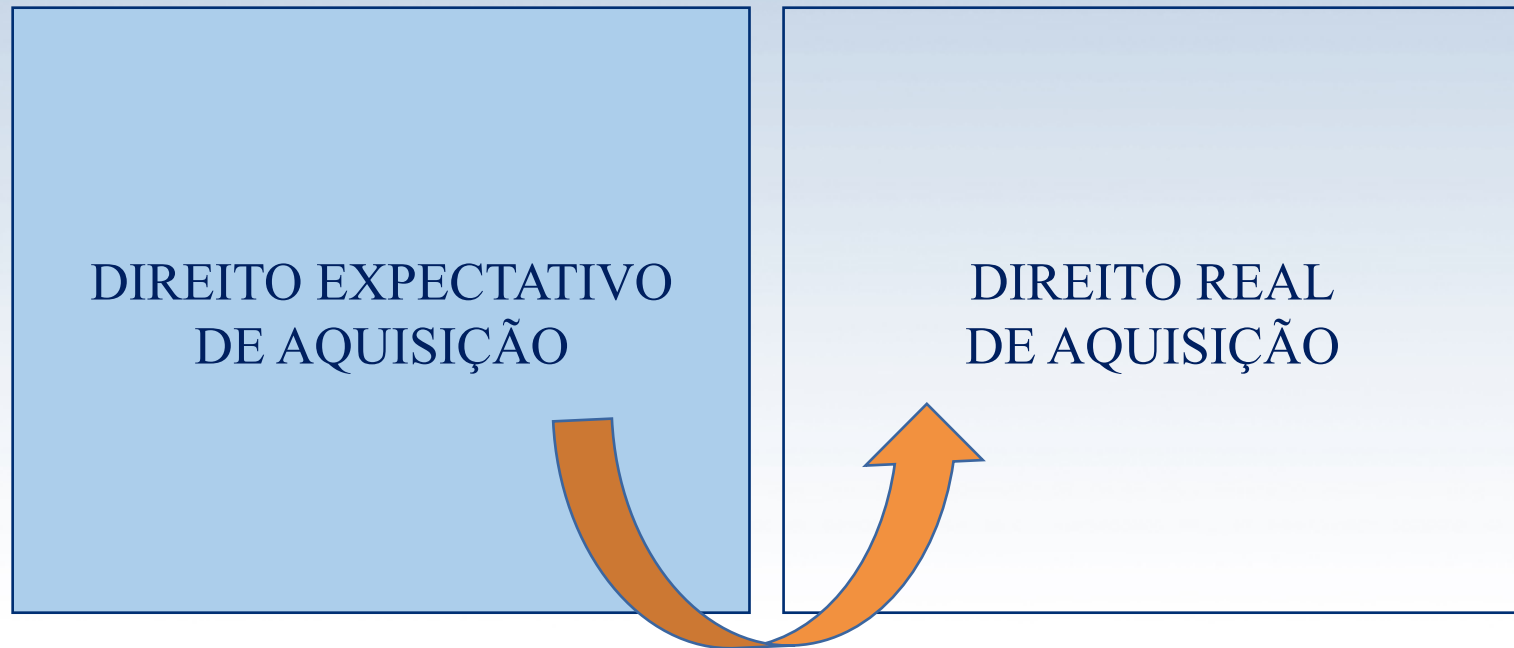 DIREITO EXPECTATIVO
DE AQUISIÇÃO
DIREITO REAL
DE AQUISIÇÃO